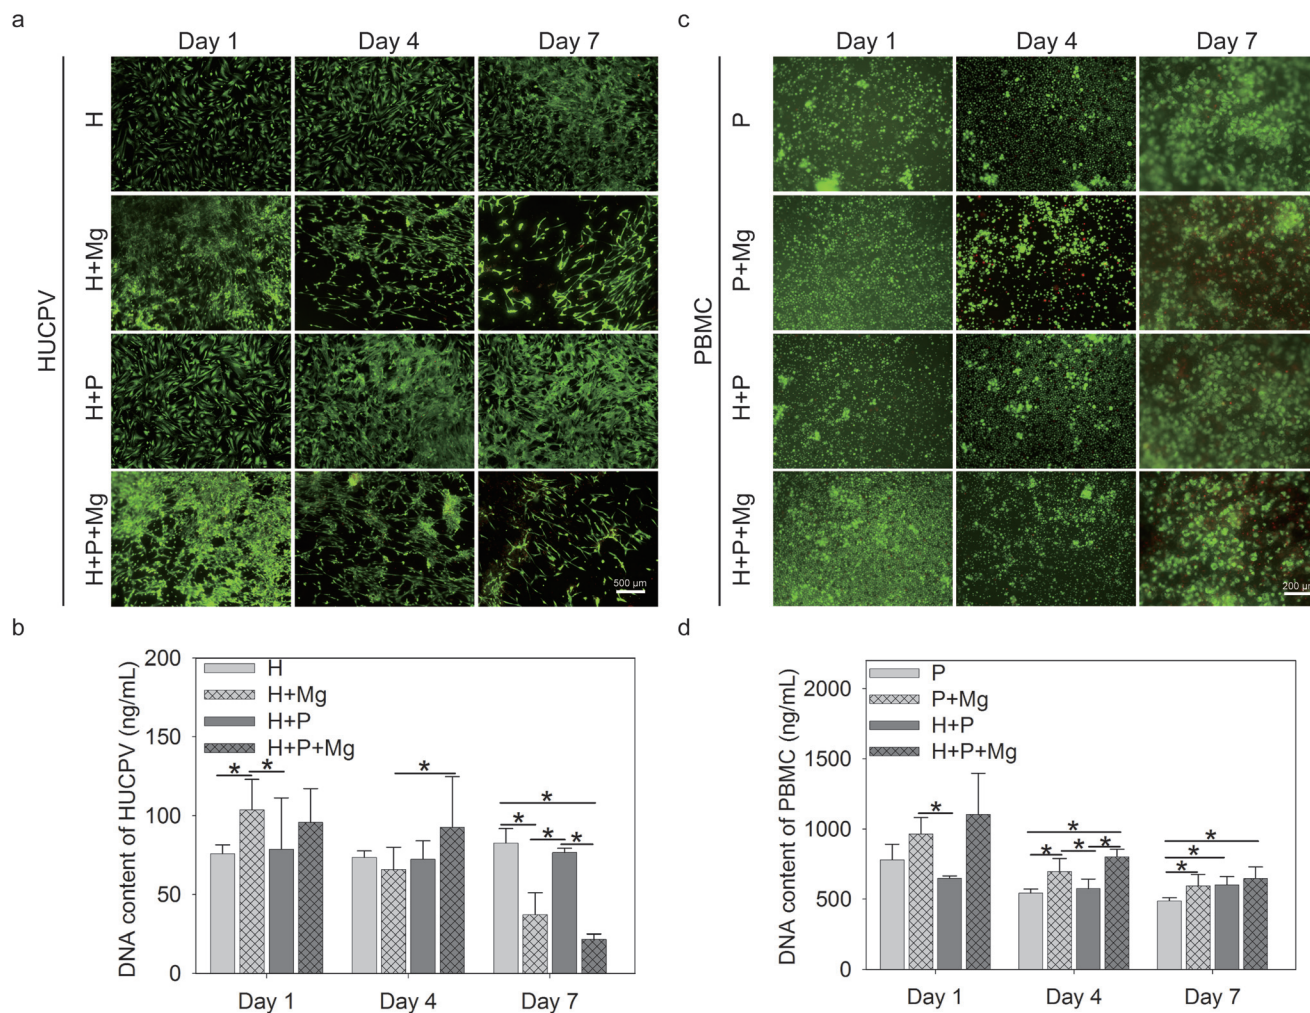 a
Day 1 Day 4 Day 7
HUCPV
H
H+Mg
H+P
H+P+Mg
500 µm
c
Day 1 Day 4 Day 7
PBMC
P
P+Mg
H+P
H+P+Mg
200 µm
b
DNA content of HUCPV (ng/mL)
200
150
100
50
0
H
H+Mg
H+P
H+P+Mg
* * * * * * *
Day 1 Day 4 Day 7
d
DNA content of PBMC (ng/mL)
2000
1500
1000
500
0
P
P+Mg
H+P
H+P+Mg
* * * * * * * *
Day 1 Day 4 Day 7